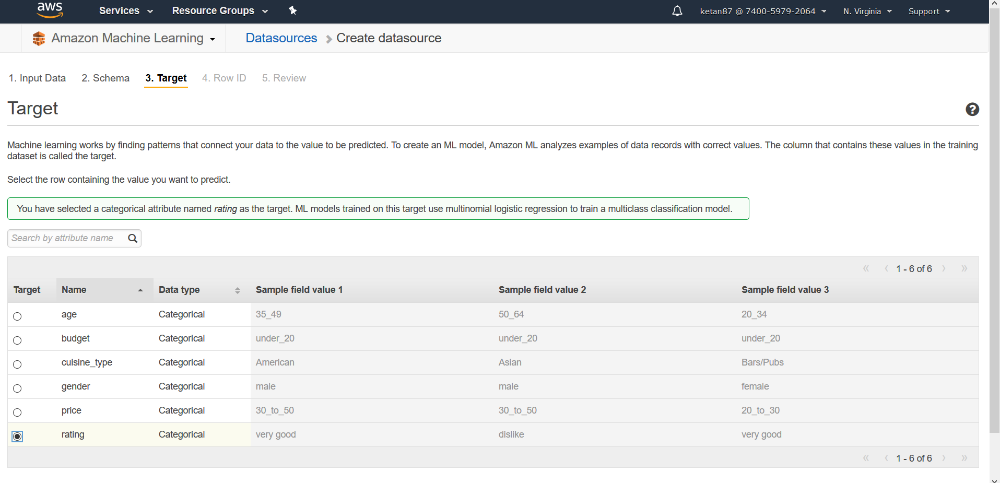 aws Services Resource Groups ketan87 @ 7400-5979-2064 N. Virginia Support
Amazon Machine Learning Datasources Create datasource
1. Input Data 2. Schema 3. Target 4. Row ID 5. Review
Target
?
Machine learning works by finding patterns that connect your data to the value to be predicted. To create an ML model, Amazon ML analyzes examples of data records with correct values. The column that contains these values in the training
dataset is called the target.
Select the row containing the value you want to predict.
You have selected a categorical attribute named rating as the target. ML models trained on this target use multinomial logistic regression to train a multiclass classification model.
Search by attribute name
« ‹ 1 - 6 of 6 › »
Target Name Data type Sample field value 1 Sample field value 2 Sample field value 3
age Categorical 35_49 50_64 20_34
budget Categorical under_20 under_20 under_20
cuisine_type Categorical American Asian Bars/Pubs
gender Categorical male male female
price Categorical 30_to_50 30_to_50 20_to_30
rating Categorical very good dislike very good
« ‹ 1 - 6 of 6 › »